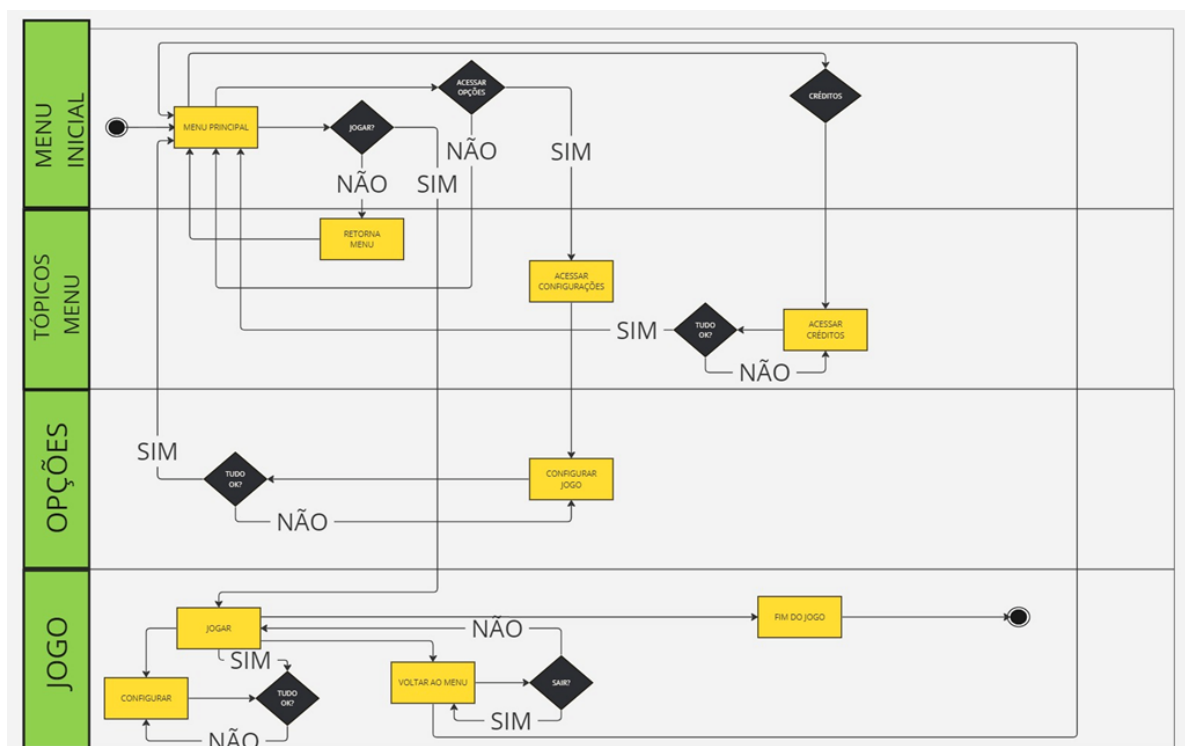 MENU
INICIAL
ACESSAR
OPÇÕES
CRÉDITOS
MENU PRINCIPAL
JOGAR?
NÃO
SIM
NÃO
SIM
TÓPICOS
MENU
RETORNA
MENU
ACESSAR
CONFIGURAÇÕES
SIM
TUDO
OK?
ACESSAR
CRÉDITOS
NÃO
OPÇÕES
SIM
TUDO
OK?
CONFIGURAR
JOGO
NÃO
JOGO
JOGAR
NÃO
FIM DO JOGO
SIM
CONFIGURAR
TUDO
OK?
VOLTAR AO MENU
SAIR?
SIM
NÃO